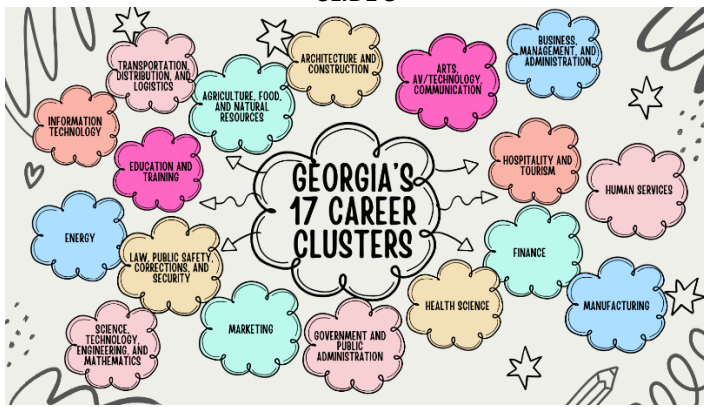 TRANSPORTATION,
DISTRIBUTION, AND
LOGISTICS
AGRICULTURE, FOOD,
AND NATURAL
RESOURCES
ARCHITECTURE AND
CONSTRUCTION
ARTS,
AV/TECHNOLOGY,
COMMUNICATION
BUSINESS,
MANAGEMENT, AND
ADMINISTRATION
INFORMATION
TECHNOLOGY
EDUCATION AND
TRAINING
GEORGIA'S
17 CAREER
CLUSTERS
HOSPITALITY AND
TOURISM
HUMAN SERVICES
ENERGY
LAW, PUBLIC SAFETY,
CORRECTIONS, AND
SECURITY
FINANCE
SCIENCE,
TECHNOLOGY,
ENGINEERING, AND
MATHEMATICS
MARKETING
GOVERNMENT AND
PUBLIC
ADMINISTRATION
HEALTH SCIENCE
MANUFACTURING